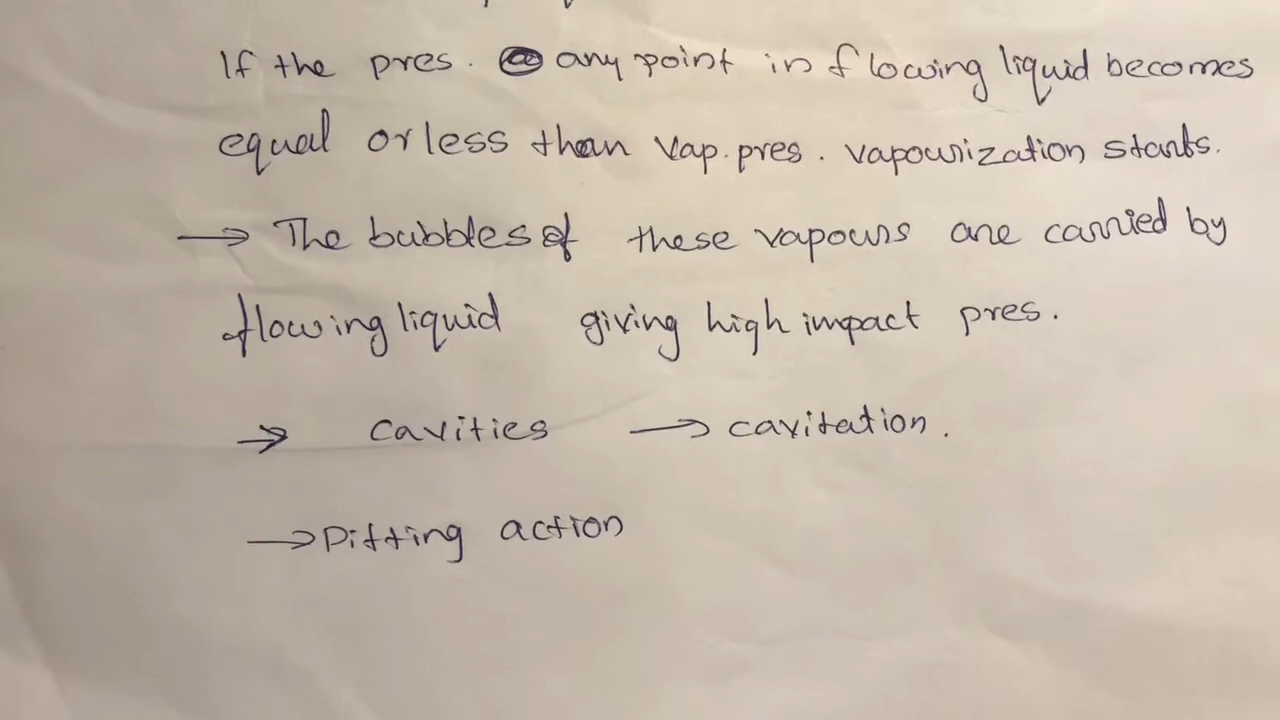 If the pres. @ any point in flowing liquid becomes
equal or less than vap. pres. vapourization starts.
→ The bubbles of these vapours are carried by
flowing liquid giving high impact pres.
→ cavities → cavitation.
→ Pitting action